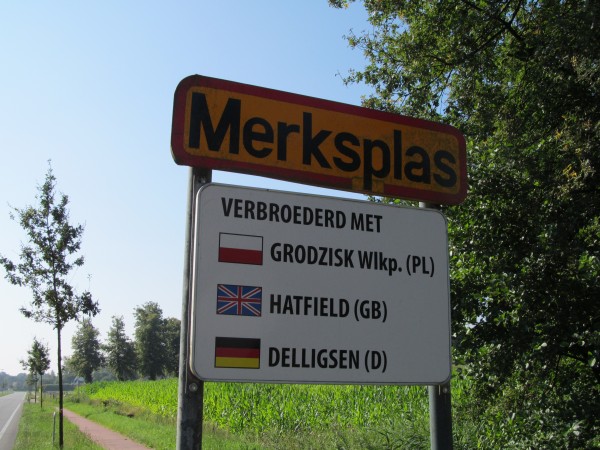 Merksplas
VERBROEDERD MET
GRODZISK Wlkp. (PL)
HATFIELD (GB)
DELLIGSEN (D)